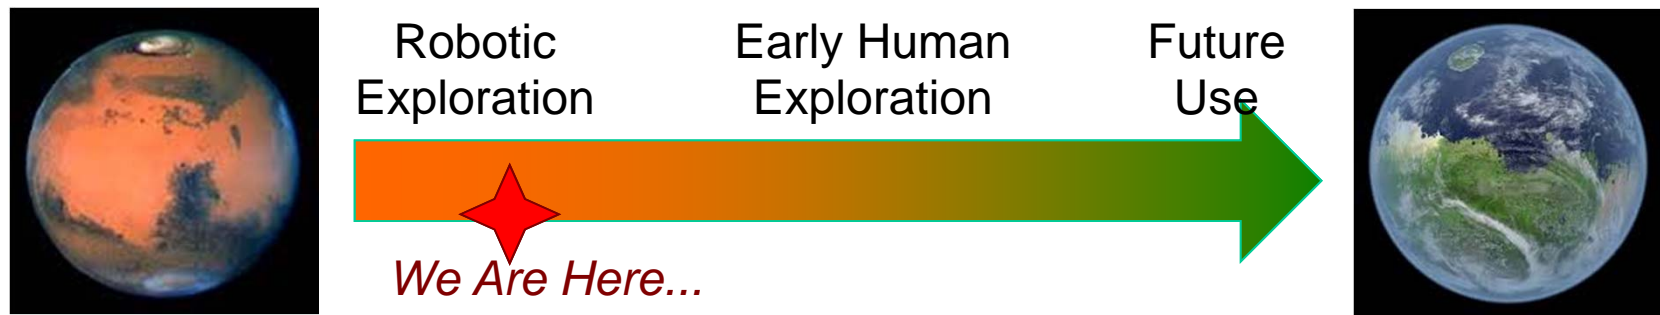 Robotic
Exploration
Early Human
Exploration
Future
Use
We Are Here...